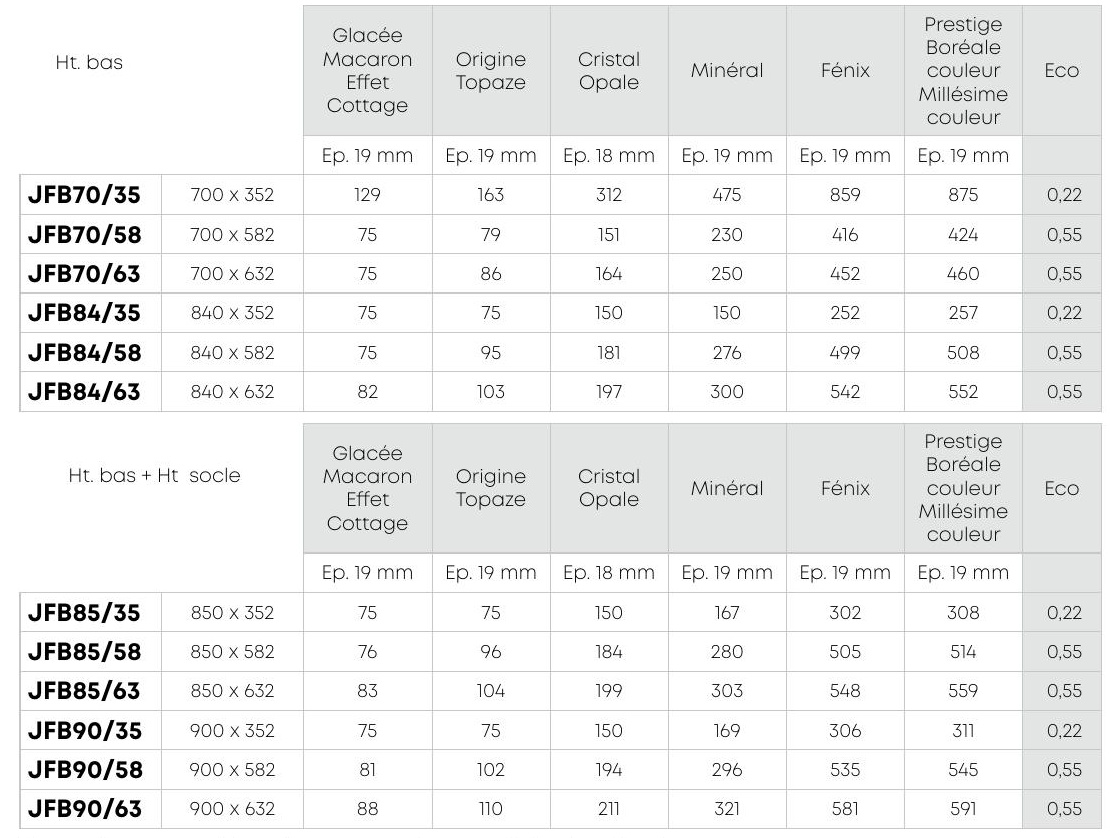 Ht. bas
Glacée
Macaron
Effet
Cottage
Origine
Topaze
Cristal
Opale
Minéral
Fénix
Prestige
Boréale
couleur
Millésime
couleur
Eco
Ep. 19 mm Ep. 19 mm Ep. 18 mm Ep. 19 mm Ep. 19 mm Ep. 19 mm
JFB70/35 700 x 352 129 163 312 475 859 875 0,22
JFB70/58 700 x 582 75 79 151 230 416 424 0,55
JFB70/63 700 x 632 75 86 164 250 452 460 0,55
JFB84/35 840 x 352 75 75 150 150 252 257 0,22
JFB84/58 840 x 582 75 95 181 276 499 508 0,55
JFB84/63 840 x 632 82 103 197 300 542 552 0,55
Ht. bas + Ht socle
Glacée
Macaron
Effet
Cottage
Origine
Topaze
Cristal
Opale
Minéral
Fénix
Prestige
Boréale
couleur
Millésime
couleur
Eco
Ep. 19 mm Ep. 19 mm Ep. 18 mm Ep. 19 mm Ep. 19 mm Ep. 19 mm
JFB85/35 850 x 352 75 75 150 167 302 308 0,22
JFB85/58 850 x 582 76 96 184 280 505 514 0,55
JFB85/63 850 x 632 83 104 199 303 548 559 0,55
JFB90/35 900 x 352 75 75 150 169 306 311 0,22
JFB90/58 900 x 582 81 102 194 296 535 545 0,55
JFB90/63 900 x 632 88 110 211 321 581 591 0,55